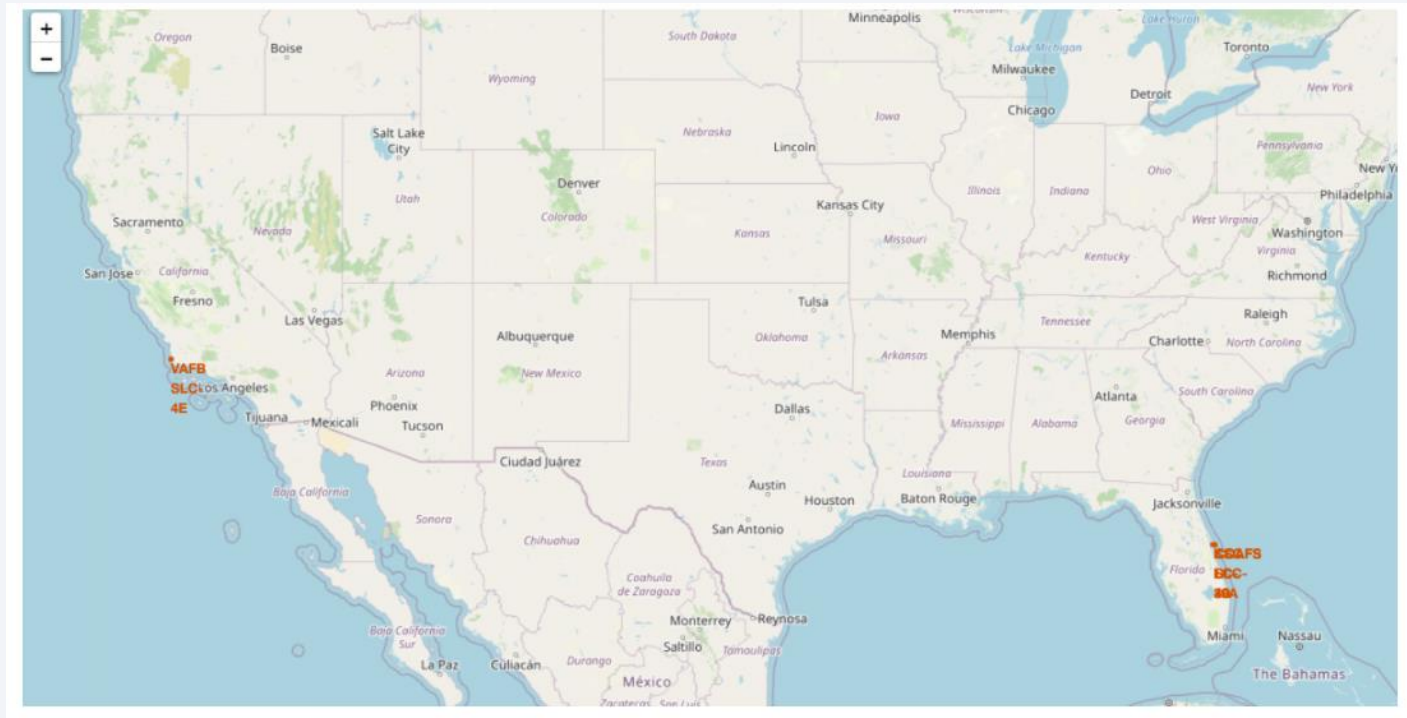 +
−
Oregon
Boise
South Dakota
Minneapolis
Lake Michigan
Toronto
Wyoming
Milwaukee
Detroit
New York
Chicago
Salt Lake
City
Nebraska
Iowa
Lincoln
Pennsylvania
Denver
Illinois
Indiana
Ohio
Philadelphia
Utah
Kansas City
Sacramento
Nevada
Colorado
West Virginia
Washington
Kansas
Missouri
Virginia
Kentucky
San Jose
California
Richmond
Fresno
Tulsa
Las Vegas
Raleigh
Tennessee
Albuquerque
Oklahoma
Memphis
Charlotte
North Carolina
Arkansas
VAFB
SLC-
4E
Arizona
New Mexico
Phoenix
Atlanta
South Carolina
Tijuana
Mexicali
Tucson
Dallas
Mississippi
Alabama
Georgia
Ciudad Juárez
Texas
Louisiana
Baja California
Austin
Houston
Baton Rouge
Jacksonville
Sonora
San Antonio
Chihuahua
Florida
Coahuila
de Zaragoza
Monterrey
Reynosa
Baja California
Sur
Saltillo
Tamaulipas
Miami
Nassau
La Paz
Culiacán
Durango
México
The Bahamas